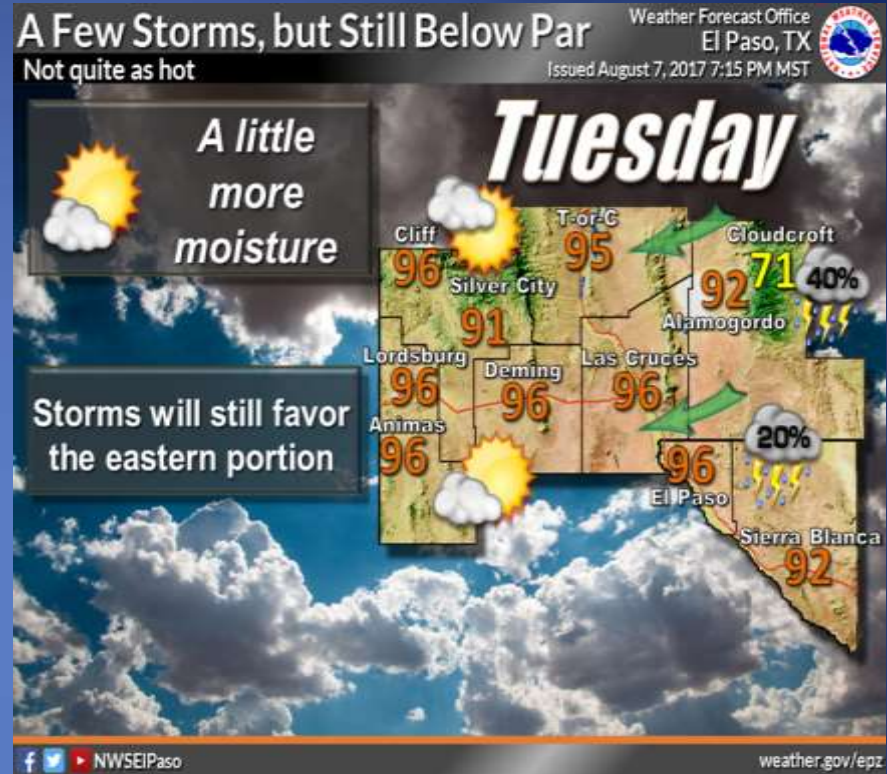 A Few Storms, but Still Below Par
Not quite as hot
Weather Forecast Office
El Paso, TX
Issued August 7, 2017 7:15 PM MST
NATIONAL WEATHER SERVICE
A little
more
moisture
Tuesday
Storms will still favor
the eastern portion
Cliff
96
Silver City
91
T-or-C
95
Cloudcroft
71
40%
92
Alamogordo
Lordsburg
96
Deming
96
Las Cruces
96
Animas
96
20%
96
El Paso
Sierra Blanca
92
NWSElPaso
weather.gov/epz